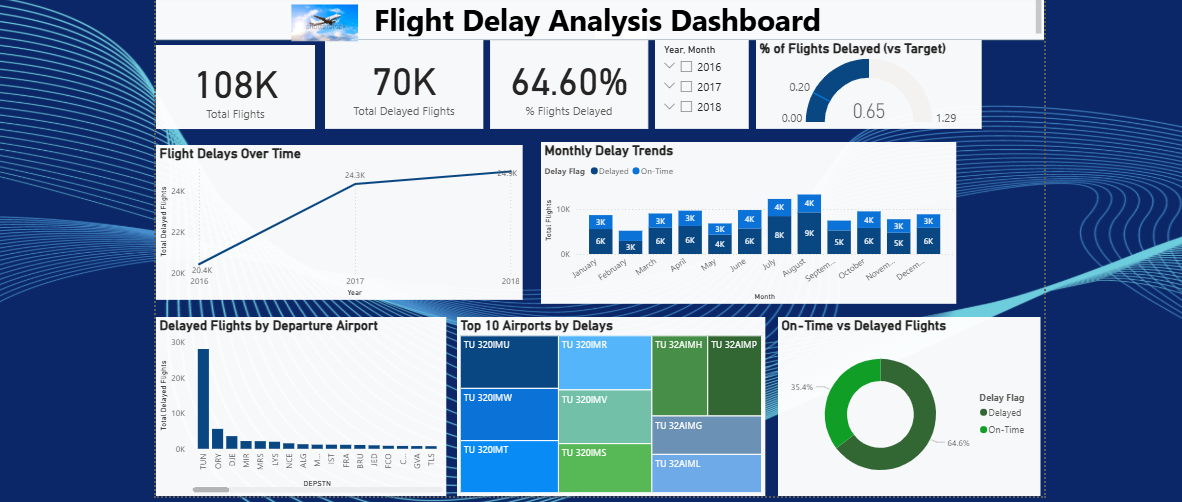 Flight Delay Analysis Dashboard
108K
Total Flights
70K
Total Delayed Flights
64.60%
% Flights Delayed
Year, Month
2016
2017
2018
% of Flights Delayed (vs Target)
0.20
0.00
0.65
1.29
Flight Delays Over Time
Total Delayed Flights
24K
22K
20K
20.4K
24.3K
24.9K
2016
2017
2018
Year
Monthly Delay Trends
Delay Flag Delayed On-Time
Total Flights
10K
0K
3K 3K 3K 3K 4K 4K 4K 4K 3K 3K
6K 3K 6K 6K 4K 6K 8K 9K 5K 6K 5K 6K
January February March April May June July August Septem... October Novem... Decem...
Month
Delayed Flights by Departure Airport
Total Delayed Flights
30K
20K
10K
0K
TUN ORY DJE MIR MRS LYS NCE ALG M... IST FRA BRU JED FCO C... GVA TLS
DEPSTN
Top 10 Airports by Delays
TU 320IMU
TU 320IMR
TU 32AIMH
TU 32AIMP
TU 320IMW
TU 320IMV
TU 32AIMG
TU 320IMT
TU 320IMS
TU 32AIML
On-Time vs Delayed Flights
35.4%
64.6%
Delay Flag
Delayed
On-Time